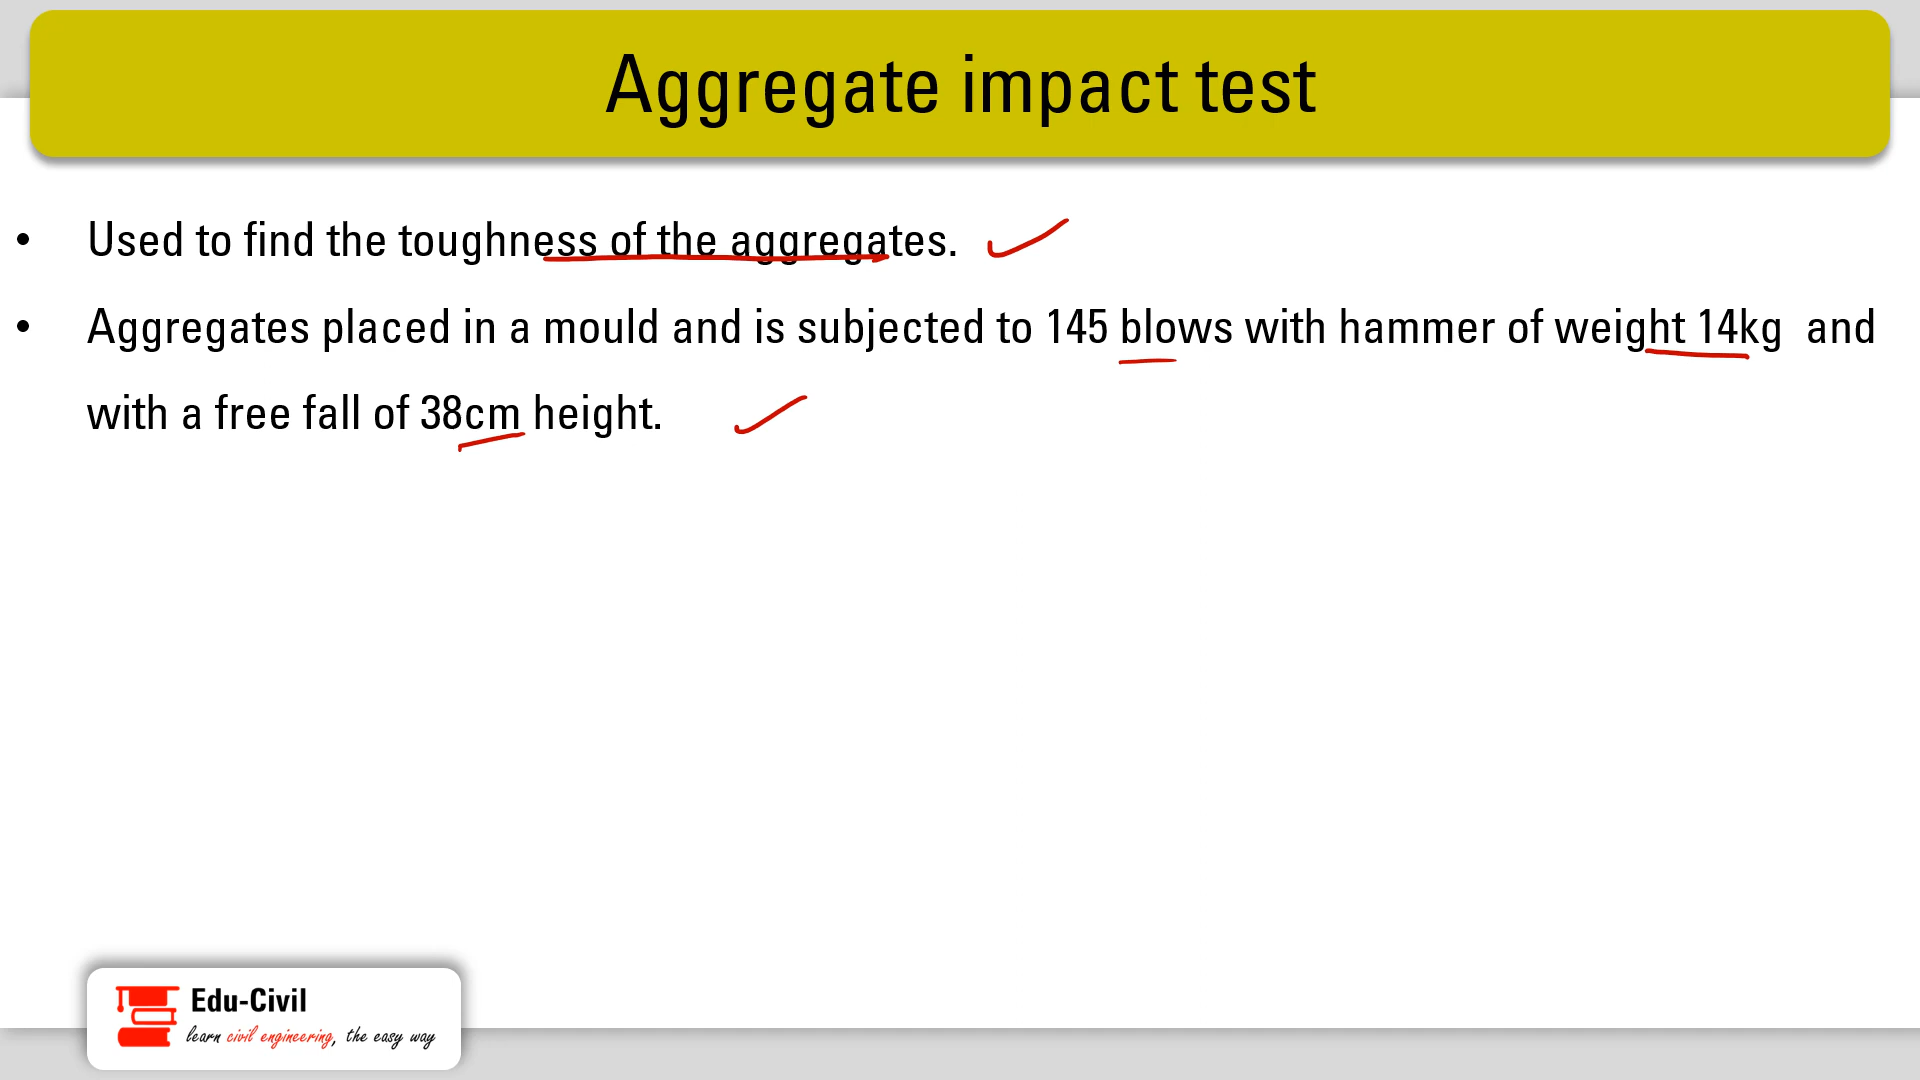 Aggregate impact test
• Used to find the toughness of the aggregates.
• Aggregates placed in a mould and is subjected to 145 blows with hammer of weight 14kg and
with a free fall of 38cm height.
Edu-Civil
learn civil engineering, the easy way